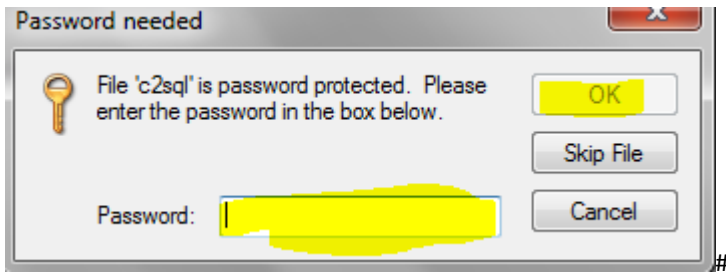 Password needed
File 'c2sql' is password protected. Please
enter the password in the box below.
OK
Skip File
Password:
Cancel
#